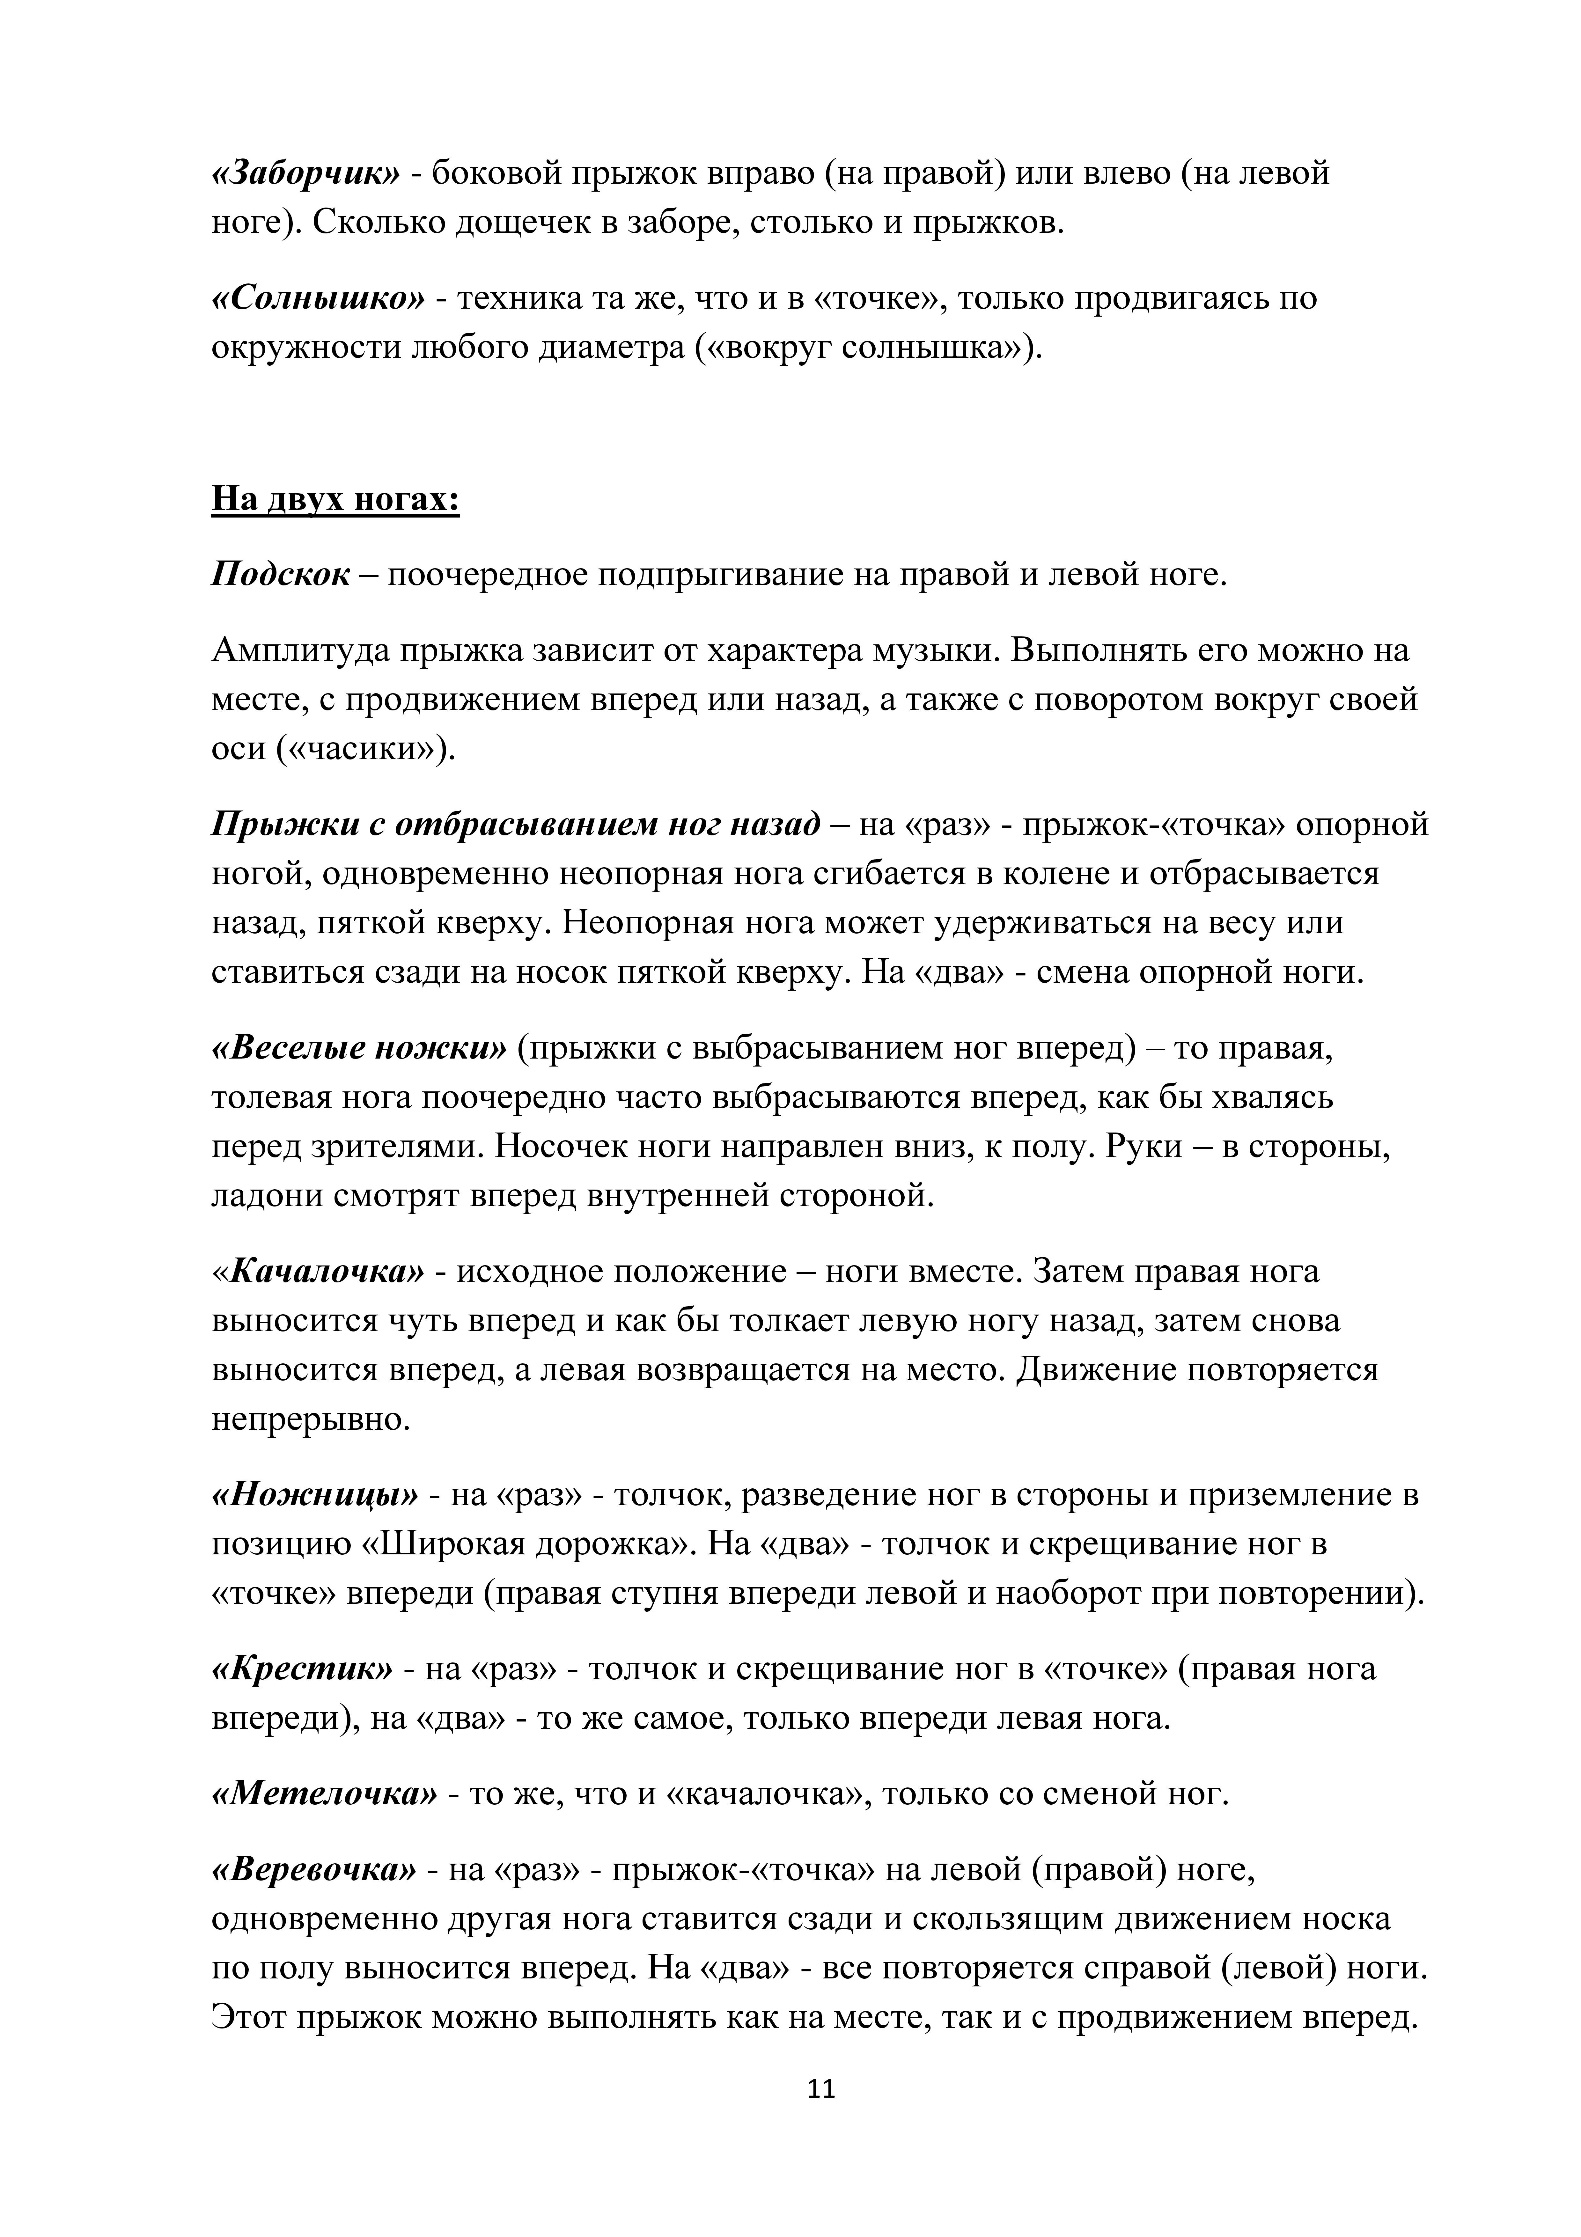 «Заборчик» - боковой прыжок вправо (на правой) или влево (на левой
ноге). Сколько дощечек в заборе, столько и прыжков.
«Солнышко» - техника та же, что и в «точке», только продвигаясь по
окружности любого диаметра («вокруг солнышка»).
На двух ногах:
Подскок – поочередное подпрыгивание на правой и левой ноге.
Амплитуда прыжка зависит от характера музыки. Выполнять его можно на
месте, с продвижением вперед или назад, а также с поворотом вокруг своей
оси («часики»).
Прыжки с отбрасыванием ног назад – на «раз» - прыжок-«точка» опорной
ногой, одновременно неопорная нога сгибается в колене и отбрасывается
назад, пяткой кверху. Неопорная нога может удерживаться на весу или
ставиться сзади на носок пяткой кверху. На «два» - смена опорной ноги.
«Веселые ножки» (прыжки с выбрасыванием ног вперед) – то правая,
толевая нога поочередно часто выбрасываются вперед, как бы хвалясь
перед зрителями. Носочек ноги направлен вниз, к полу. Руки – в стороны,
ладони смотрят вперед внутренней стороной.
«Качалочка» - исходное положение – ноги вместе. Затем правая нога
выносится чуть вперед и как бы толкает левую ногу назад, затем снова
выносится вперед, а левая возвращается на место. Движение повторяется
непрерывно.
«Ножницы» - на «раз» - толчок, разведение ног в стороны и приземление в
позицию «Широкая дорожка». На «два» - толчок и скрещивание ног в
«точке» впереди (правая ступня впереди левой и наоборот при повторении).
«Крестик» - на «раз» - толчок и скрещивание ног в «точке» (правая нога
впереди), на «два» - то же самое, только впереди левая нога.
«Метелочка» - то же, что и «качалочка», только со сменой ног.
«Веревочка» - на «раз» - прыжок-«точка» на левой (правой) ноге,
одновременно другая нога ставится сзади и скользящим движением носка
по полу выносится вперед. На «два» - все повторяется справой (левой) ноги.
Этот прыжок можно выполнять как на месте, так и с продвижением вперед.
11